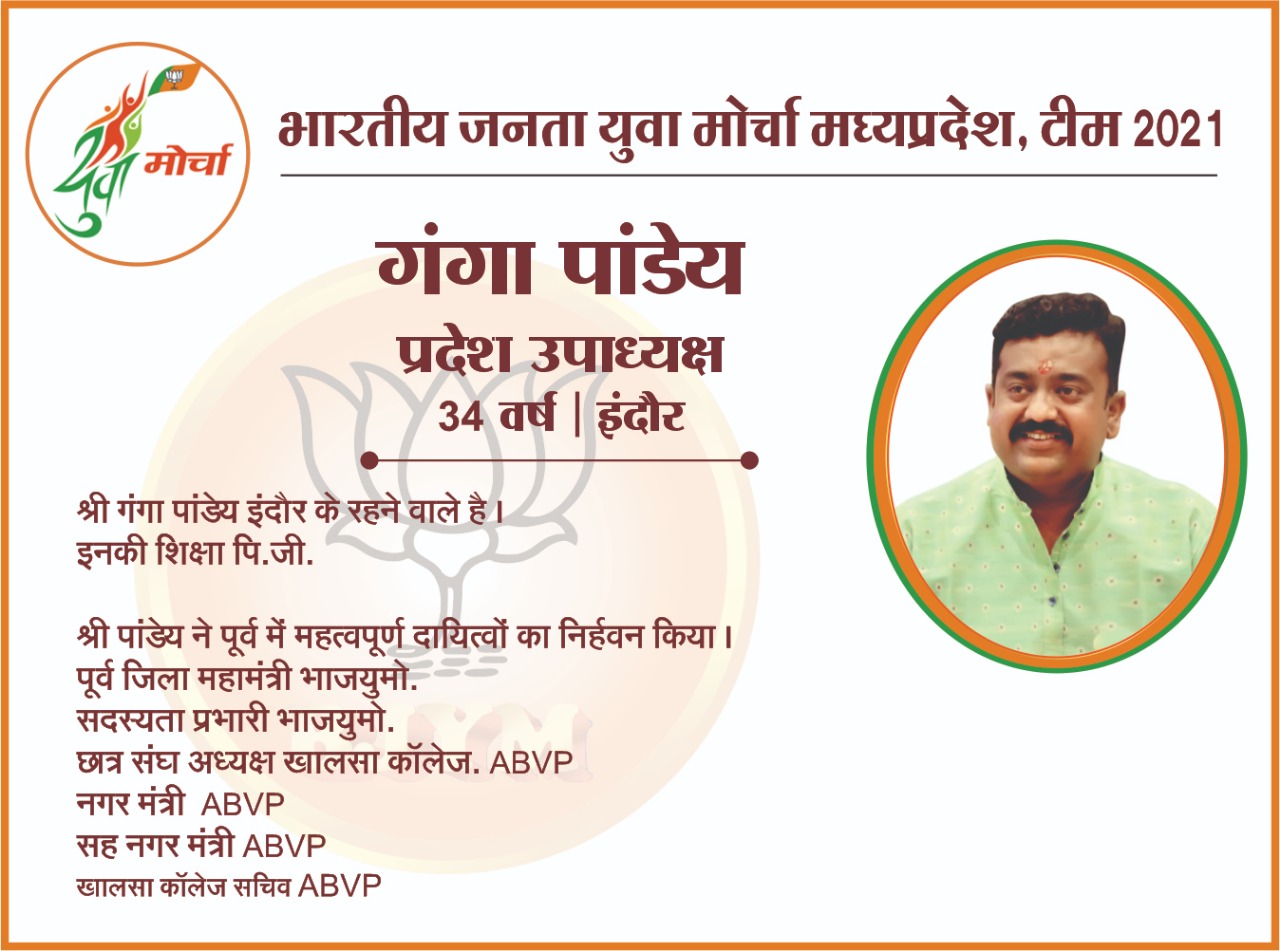 युवा मोर्चा
भारतीय जनता युवा मोर्चा मध्यप्रदेश, टीम 2021
गंगा पांडेय
प्रदेश उपाध्यक्ष
34 वर्ष | इंदौर
श्री गंगा पांडेय इंदौर के रहने वाले है।
इनकी शिक्षा पि.जी.
श्री पांडेय ने पूर्व में महत्वपूर्ण दायित्वों का निर्हवन किया।
पूर्व जिला महामंत्री भाजयुमो.
सदस्यता प्रभारी भाजयुमो.
छात्र संघ अध्यक्ष खालसा कॉलेज. ABVP
नगर मंत्री ABVP
सह नगर मंत्री ABVP
खालसा कॉलेज सचिव ABVP